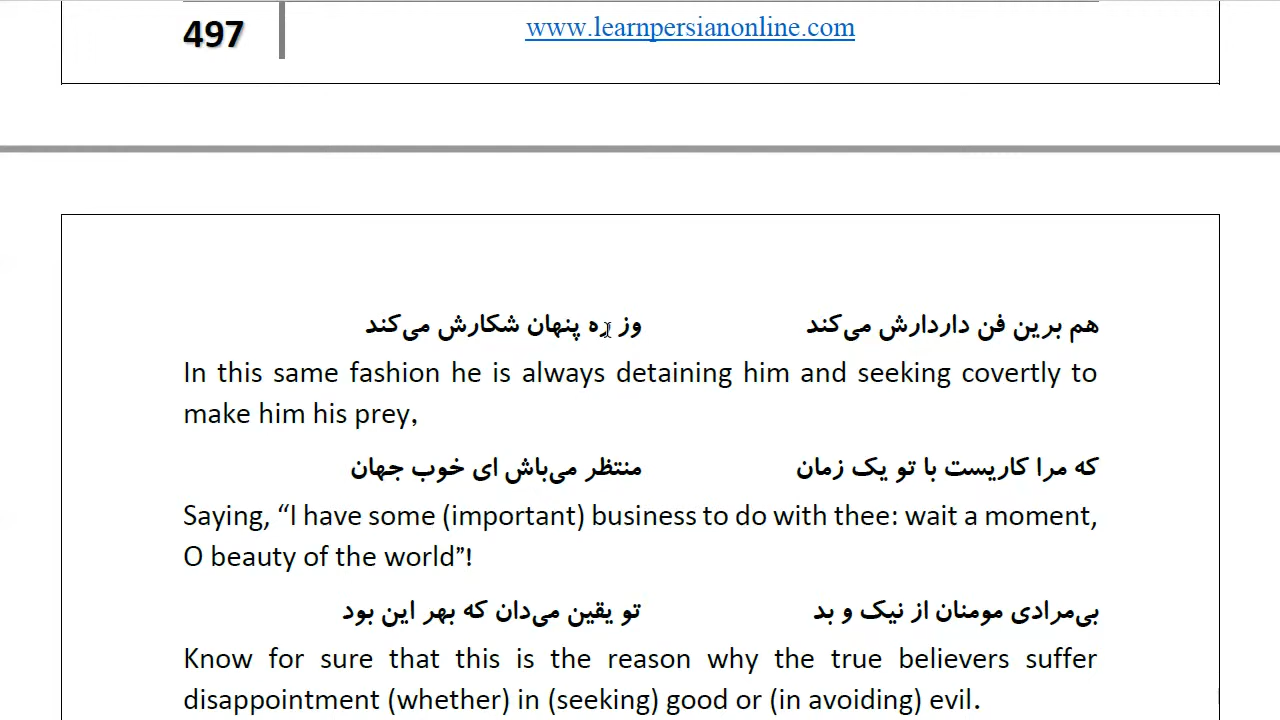 497 www.learnpersianonline.com
هم برین فن داردارش می‌کند وز ره پنهان شکارش می‌کند
In this same fashion he is always detaining him and seeking covertly to
make him his prey,
که مرا کاریست با تو یک زمان منتظر می‌باش ای خوب جهان
Saying, “I have some (important) business to do with thee: wait a moment,
O beauty of the world”!
بی‌مرادی مومنان از نیک و بد تو یقین می‌دان که بهر این بود
Know for sure that this is the reason why the true believers suffer
disappointment (whether) in (seeking) good or (in avoiding) evil.